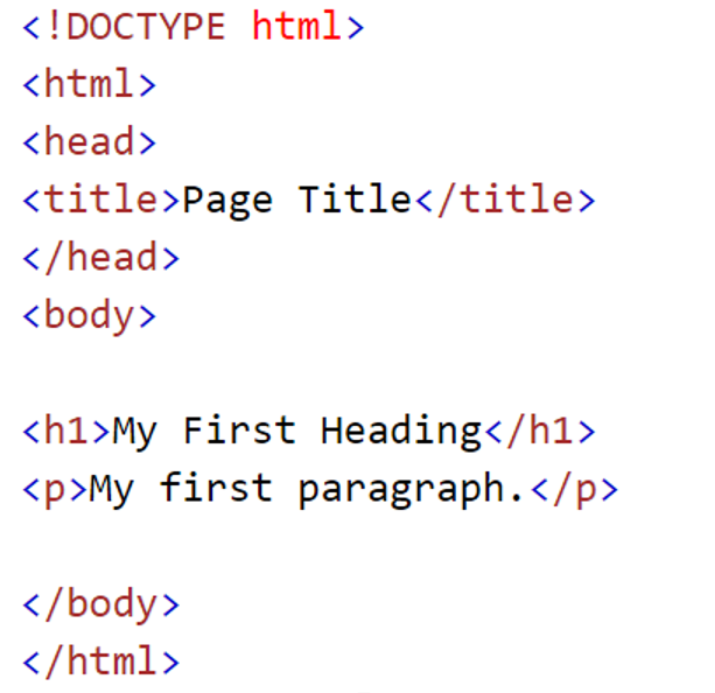 <!DOCTYPE html>
<html>
<head>
<title>Page Title</title>
</head>
<body>
<h1>My First Heading</h1>
<p>My first paragraph.</p>
</body>
</html>